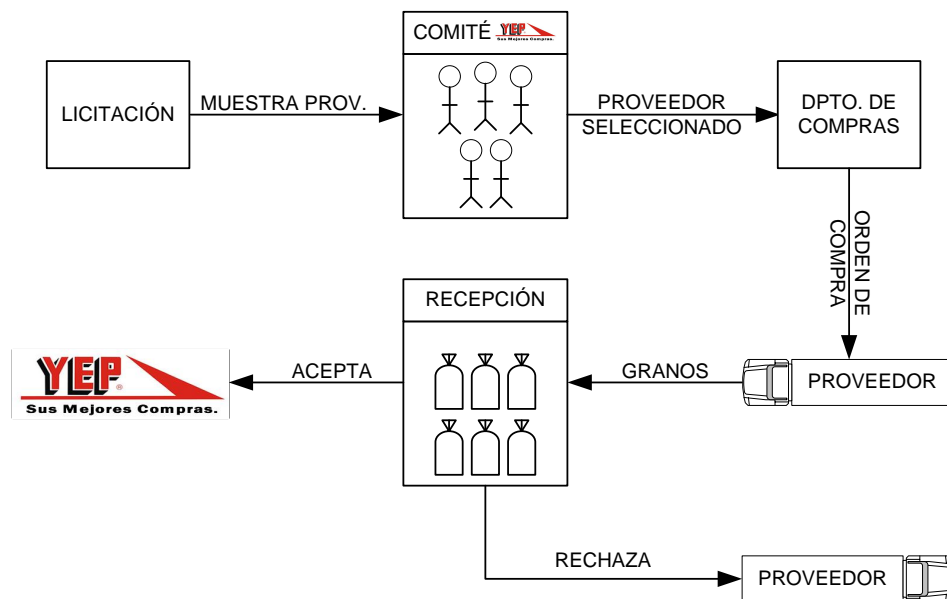 COMITÉ YEP
Sus Mejores Compras.
LICITACIÓN
MUESTRA PROV.
PROVEEDOR
SELECCIONADO
DPTO. DE
COMPRAS
ORDEN DE
COMPRA
RECEPCIÓN
YEP®
Sus Mejores Compras.
ACEPTA
GRANOS
PROVEEDOR
RECHAZA
PROVEEDOR